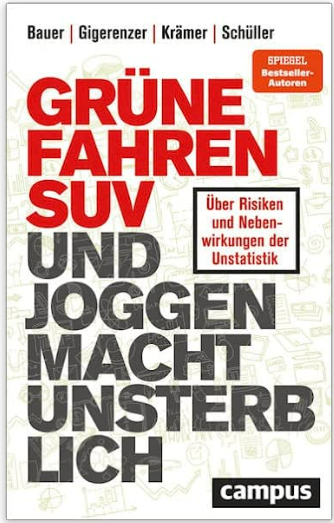 Bauer | Gigerenzer | Krämer | Schüller
SPIEGEL
Bestseller-
Autoren
GRÜNE
FAHREN
SUV
Über Risiken
und Neben-
wirkungen der
Unstatistik
UND
JOGGEN
MACHT
UNSTERB
LICH
campus